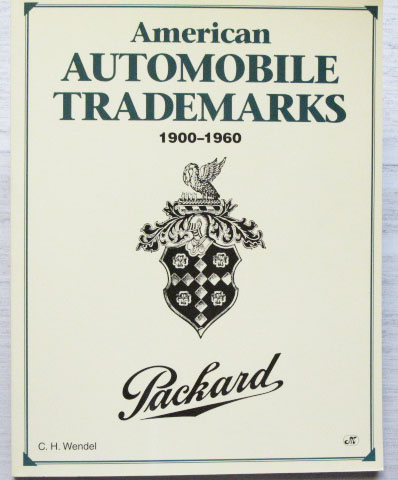 American
AUTOMOBILE
TRADEMARKS
1900–1960
Packard
C. H. Wendel